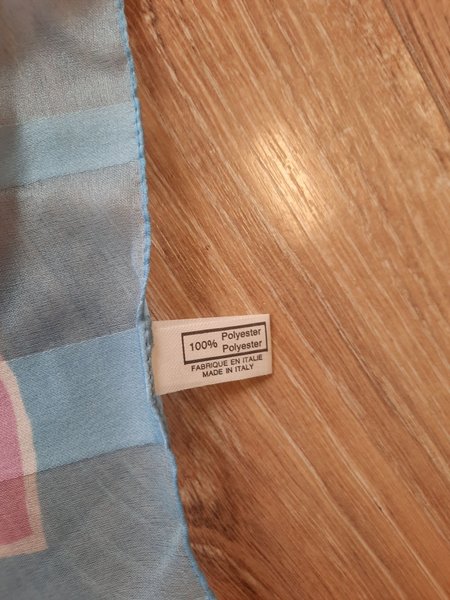 100% Polyester
Polyester
FABRIQUE EN ITALIE
MADE IN ITALY